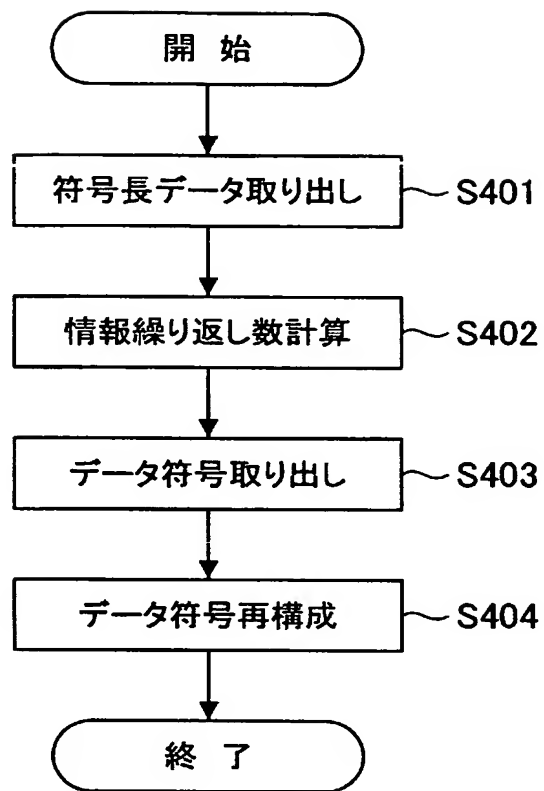 開 始
符号長データ取り出し S401
情報繰り返し数計算 S402
データ符号取り出し S403
データ符号再構成 S404
終 了